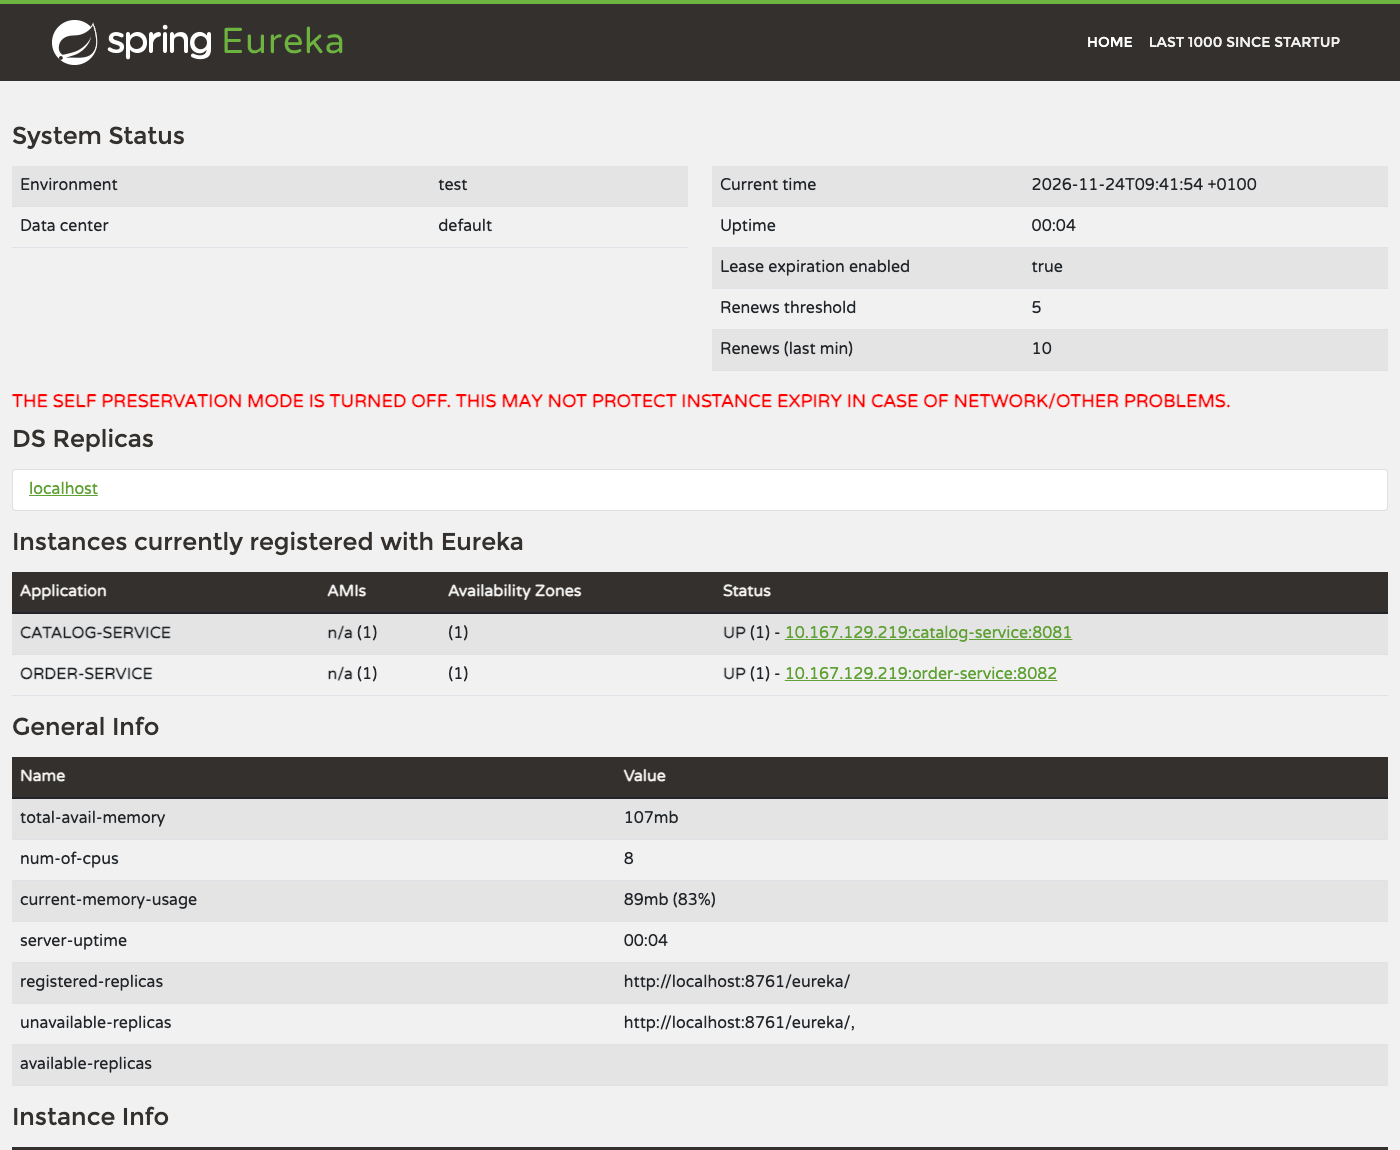 spring Eureka
HOME LAST 1000 SINCE STARTUP
System Status
Environment test
Data center default
Current time 2026-11-24T09:41:54 +0100
Uptime 00:04
Lease expiration enabled true
Renews threshold 5
Renews (last min) 10
THE SELF PRESERVATION MODE IS TURNED OFF. THIS MAY NOT PROTECT INSTANCE EXPIRY IN CASE OF NETWORK/OTHER PROBLEMS.
DS Replicas
localhost
Instances currently registered with Eureka
Application AMIs Availability Zones Status
CATALOG-SERVICE n/a (1) (1) UP (1) - 10.167.129.219:catalog-service:8081
ORDER-SERVICE n/a (1) (1) UP (1) - 10.167.129.219:order-service:8082
General Info
Name Value
total-avail-memory 107mb
num-of-cpus 8
current-memory-usage 89mb (83%)
server-uptime 00:04
registered-replicas http://localhost:8761/eureka/
unavailable-replicas http://localhost:8761/eureka/,
available-replicas
Instance Info